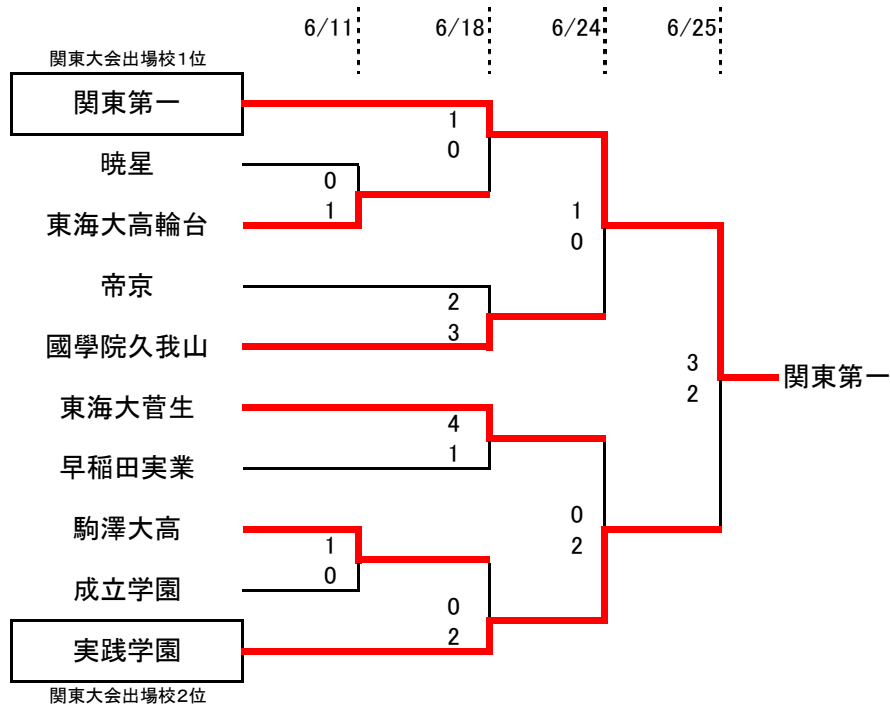 6/11 6/18 6/24 6/25
関東大会出場校1位
関東第一
1
0
暁星
0
1
東海大高輪台
1
0
帝京
2
3
國學院久我山
3
2
関東第一
東海大菅生
4
1
早稲田実業
0
2
駒澤大高
1
0
成立学園
0
2
実践学園
関東大会出場校2位